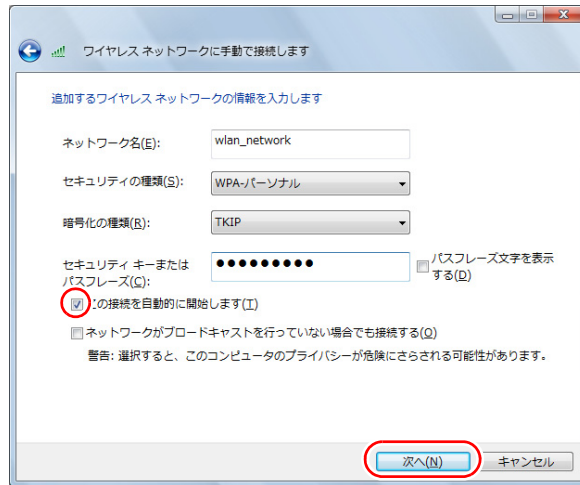 ワイヤレス ネットワークに手動で接続します
追加するワイヤレス ネットワークの情報を入力します
ネットワーク名(E): wlan_network
セキュリティの種類(S): WPA-パーソナル
暗号化の種類(R): TKIP
セキュリティ キーまたは
パスフレーズ(C): ●●●●●●●●●
パスフレーズ文字を表示
する(D)
この接続を自動的に開始します(T)
ネットワークがブロードキャストを行っていない場合でも接続する(O)
警告: 選択すると、このコンピュータのプライバシーが危険にさらされる可能性があります。
次へ(N) キャンセル